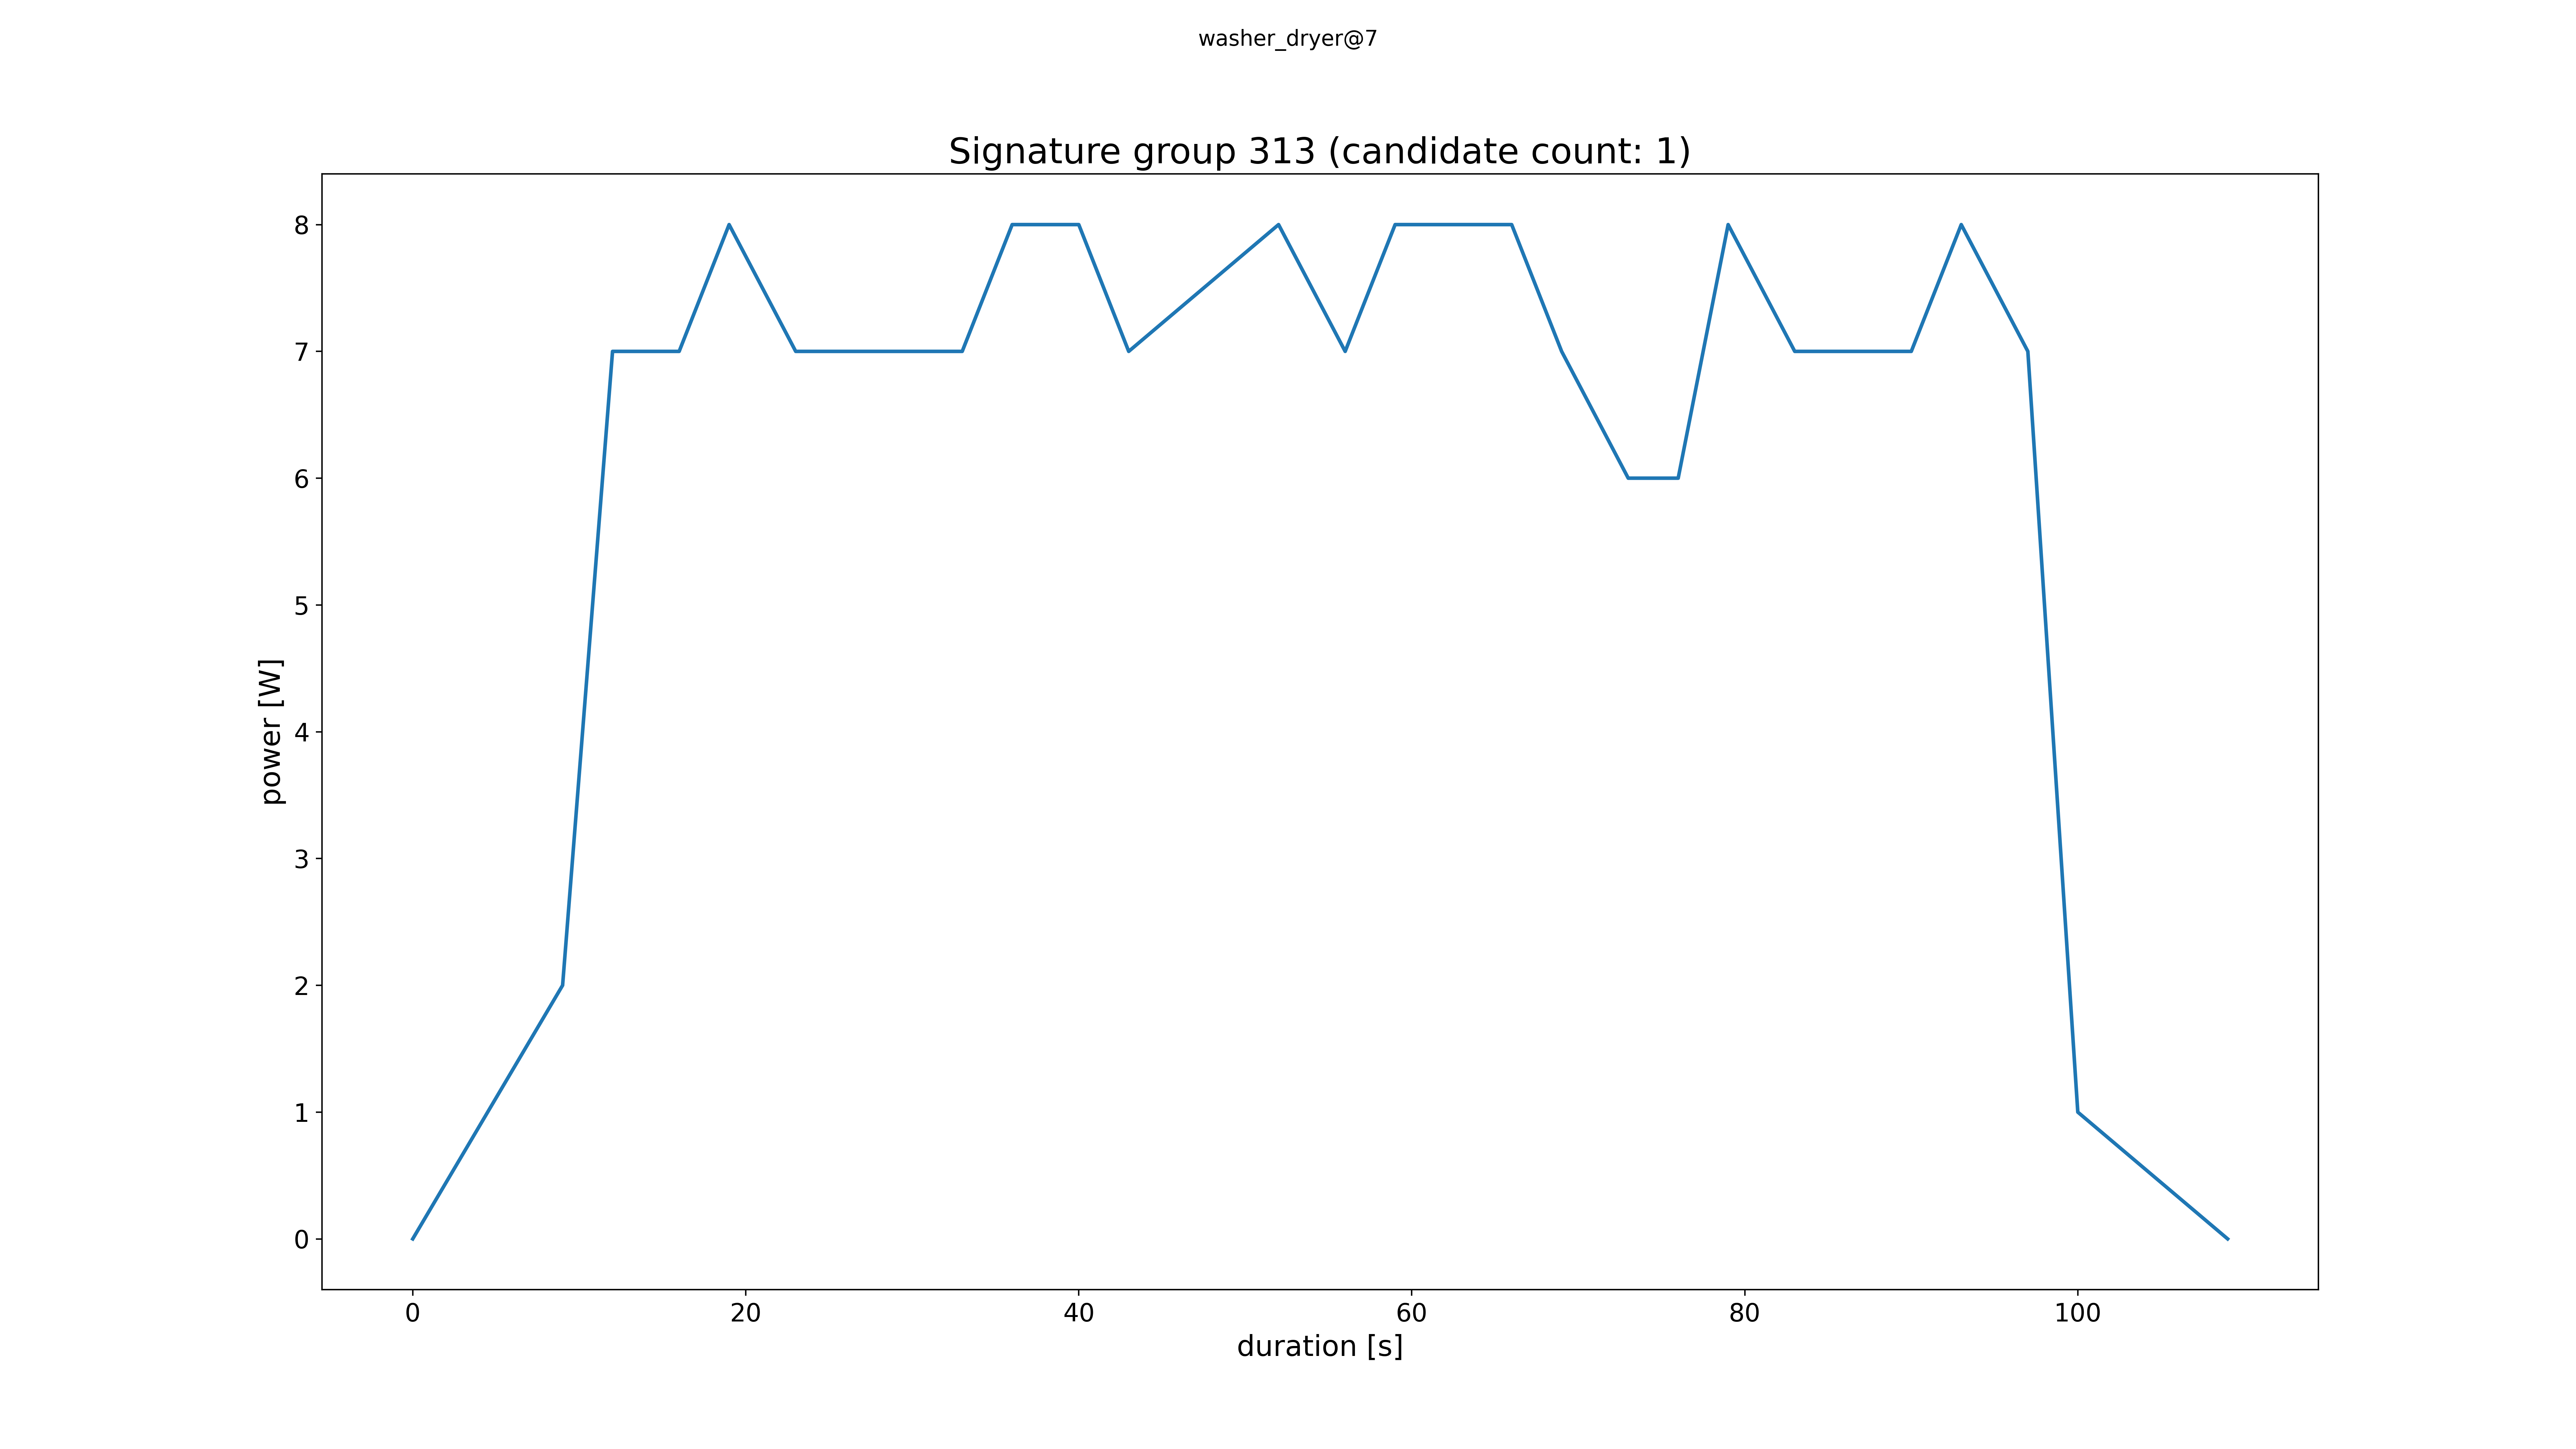 washer_dryer@7
Signature group 313 (candidate count: 1)
8
7
6
5
4
3
2
1
0
power [W]
0 20 40 60 80 100
duration [s]